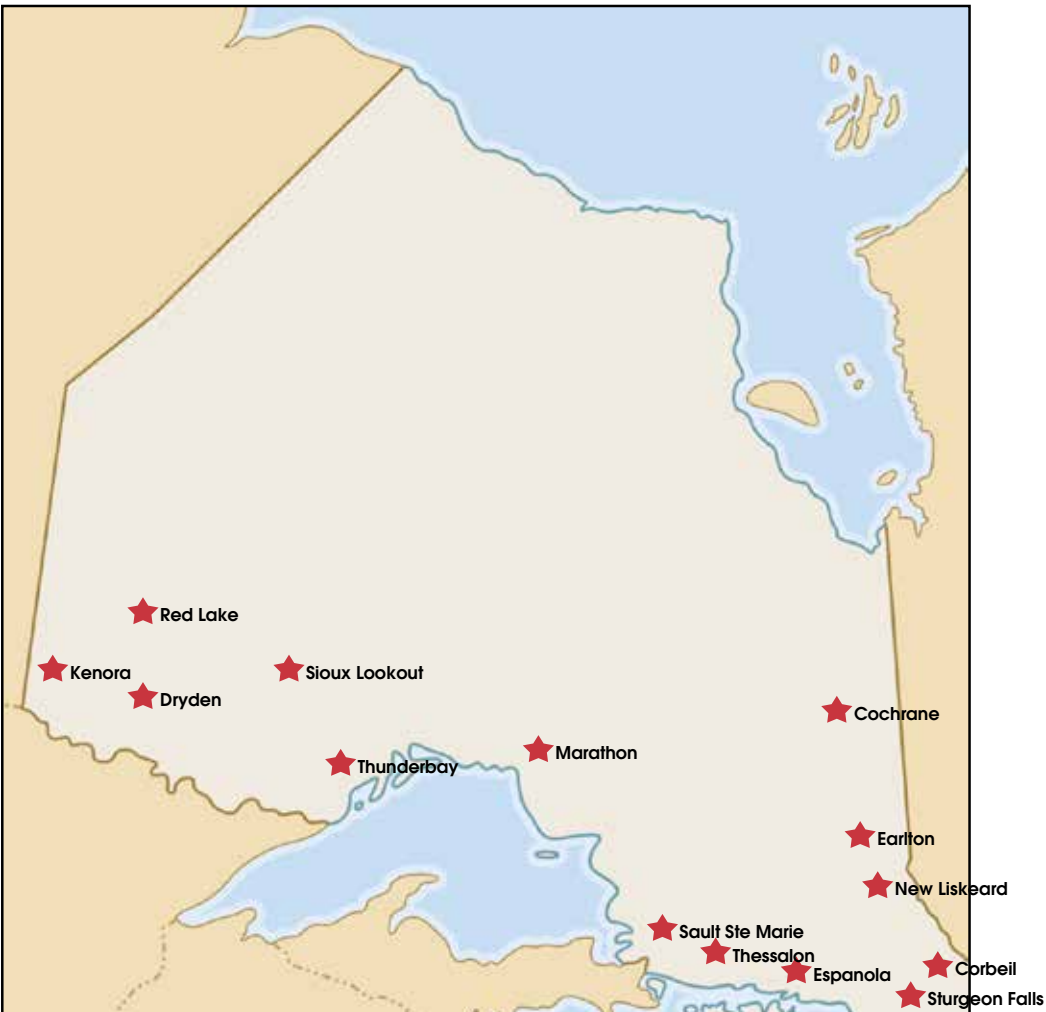 Red Lake
Kenora
Sioux Lookout
Dryden
Cochrane
Marathon
Thunderbay
Earlton
New Liskeard
Sault Ste Marie
Thessalon
Corbeil
Espanola
Sturgeon Falls